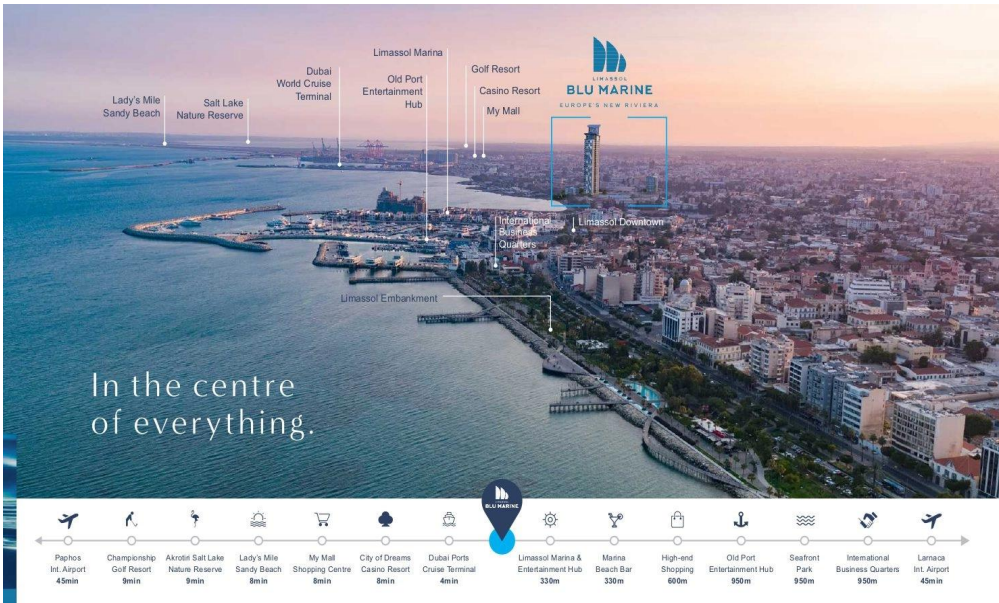 Limassol Marina
Golf Resort
Dubai
World Cruise
Terminal
Old Port
Entertainment
Hub
Casino Resort
My Mall
Lady's Mile
Sandy Beach
Salt Lake
Nature Reserve
LIMASSOL
BLU MARINE
EUROPE'S NEW RIVIERA
International
Business
Quarters
Limassol Downtown
Limassol Embankment
In the centre
of everything.
LIMASSOL
BLU MARINE
Paphos
Int. Airport
45min
Championship
Golf Resort
9min
Akrotiri Salt Lake
Nature Reserve
9min
Lady's Mile
Sandy Beach
8min
My Mall
Shopping Centre
8min
City of Dreams
Casino Resort
8min
Dubai Ports
Cruise Terminal
4min
Limassol Marina &
Entertainment Hub
330m
Marina
Beach Bar
330m
High-end
Shopping
600m
Old Port
Entertainment Hub
950m
Seafront
Park
950m
International
Business Quarters
950m
Larnaca
Int. Airport
45min